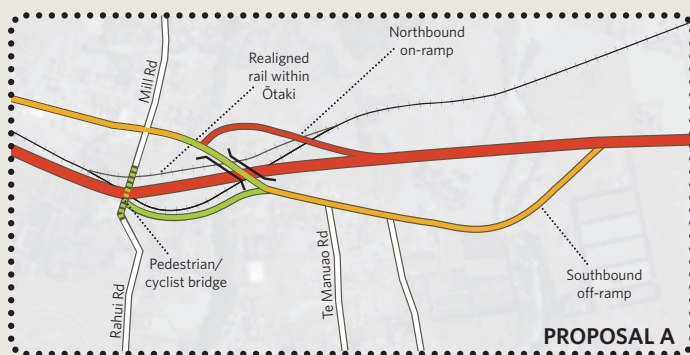 Mill Rd
Realigned
rail within
Ōtaki
Northbound
on-ramp
Pedestrian/
cyclist bridge
Rahui Rd
Te Manuao Rd
Southbound
off-ramp
PROPOSAL A